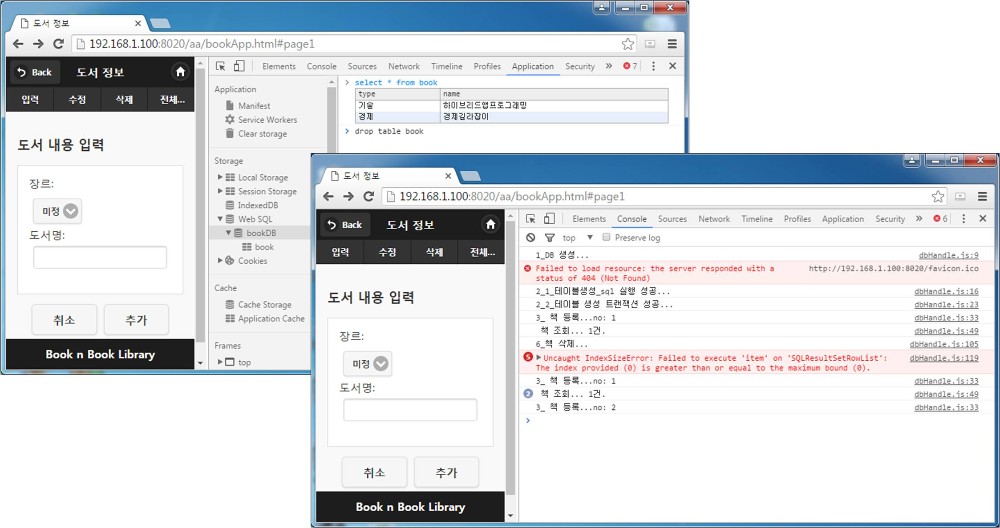 도서 정보
192.168.1.100:8020/aa/bookApp.html#page1
Back 도서 정보
입력 수정 삭제 전체...
도서 내용 입력
장르:
미정
도서명:
취소 추가
Book n Book Library
Elements Console Sources Network Timeline Profiles Application Security » 7
Application
Manifest
Service Workers
Clear storage
Storage
Local Storage
Session Storage
IndexedDB
Web SQL
bookDB
book
Cookies
Cache
Cache Storage
Application Cache
Frames
top
> select * from book
type name
기술 하이브리드앱프로그래밍
경제 경제길라잡이
> drop table book
도서 정보
192.168.1.100:8020/aa/bookApp.html#page1
Back 도서 정보
입력 수정 삭제 전체...
도서 내용 입력
장르:
미정
도서명:
취소 추가
Book n Book Library
Elements Console Sources Network Timeline Profiles Application Security » 6
top Preserve log
1_DB 생성... dbHandle.js:9
Failed to load resource: the server responded with a http://192.168.1.100:8020/favicon.ico
status of 404 (Not Found)
2_1_테이블생성_sql 실행 성공... dbHandle.js:16
2_2_테이블 생성 트랜잭션 성공... dbHandle.js:23
3_ 책 등록...no: 1 dbHandle.js:33
책 조회... 1건. dbHandle.js:49
6_책 삭제... dbHandle.js:105
5 Uncaught IndexSizeError: Failed to execute 'item' on 'SQLResultSetRowList': dbHandle.js:119
The index provided (0) is greater than or equal to the maximum bound (0).
3_ 책 등록...no: 1 dbHandle.js:33
2 책 조회... 1건. dbHandle.js:49
3_ 책 등록...no: 2 dbHandle.js:33
>